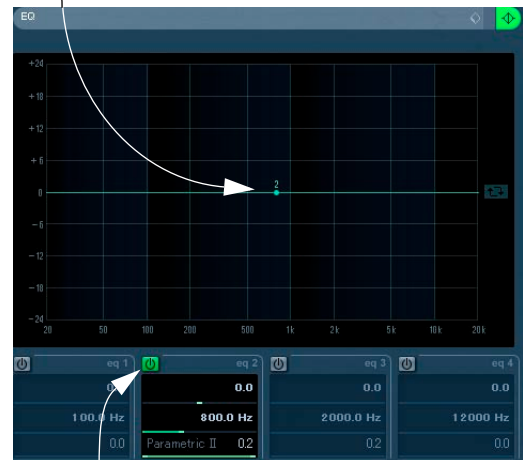 EQ
+24
+18
+12
+6
2
0
-6
-12
-18
-24
20 50 100 200 500 1k 2k 5k 10k 20k
eq 1 eq 2 eq 3 eq 4
0.0 0.0 0.0
100.0 Hz 800.0 Hz 2000.0 Hz 12000 Hz
0.0 Parametric II 0.2 0.2 0.0